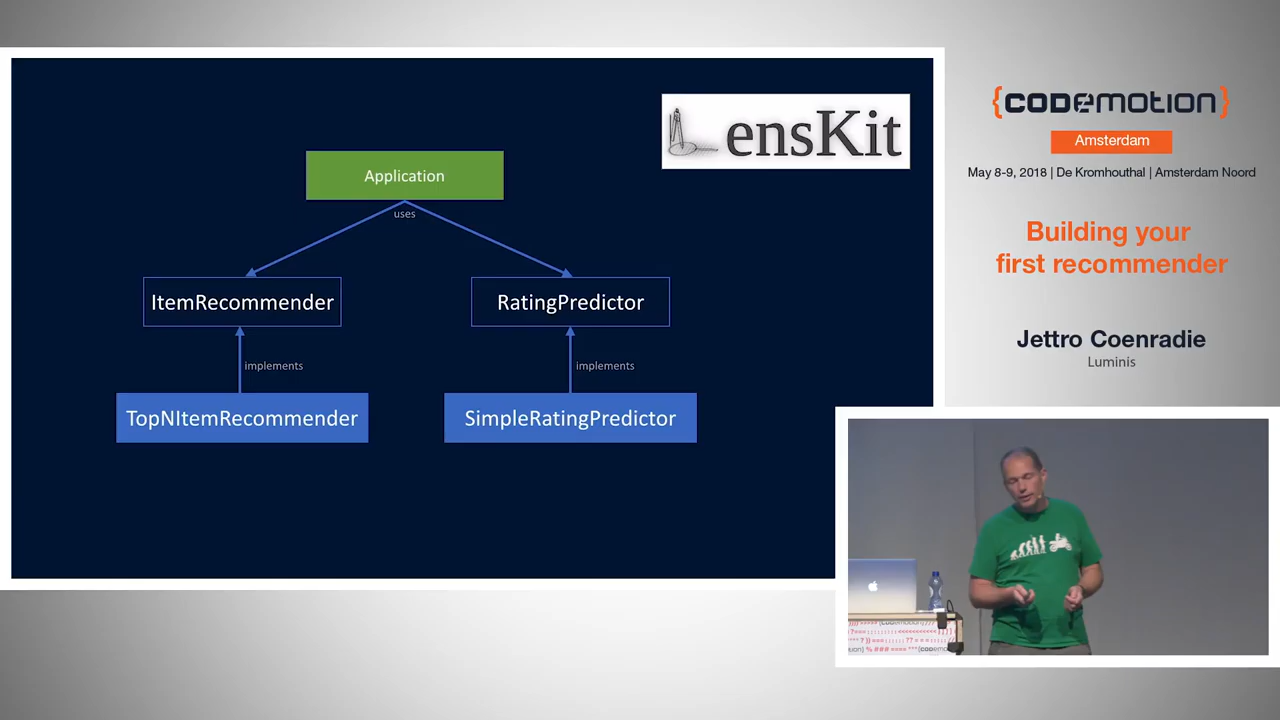 ensKit
Application
uses
ItemRecommender
RatingPredictor
implements
implements
TopNItemRecommender
SimpleRatingPredictor
{CODEMOTION}
Amsterdam
May 8-9, 2018 | De Kromhouthal | Amsterdam Noord
Building your
first recommender
Jettro Coenradie
Luminis